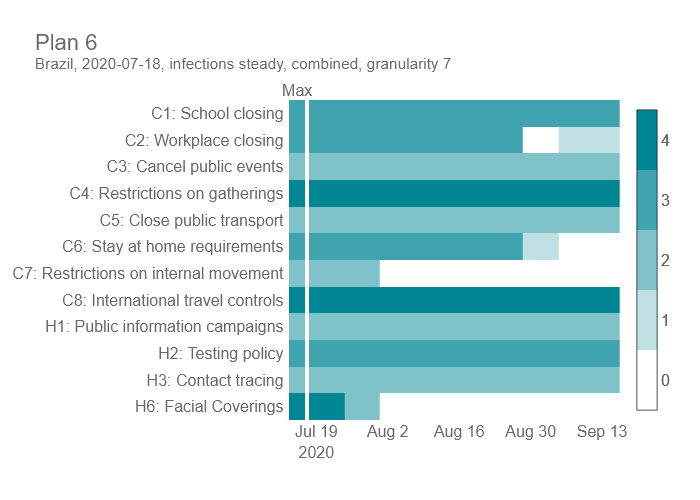 Plan 6
Brazil, 2020-07-18, infections steady, combined, granularity 7
Max
C1: School closing
C2: Workplace closing
C3: Cancel public events
C4: Restrictions on gatherings
C5: Close public transport
C6: Stay at home requirements
C7: Restrictions on internal movement
C8: International travel controls
H1: Public information campaigns
H2: Testing policy
H3: Contact tracing
H6: Facial Coverings
Jul 19 Aug 2 Aug 16 Aug 30 Sep 13
2020
4
3
2
1
0